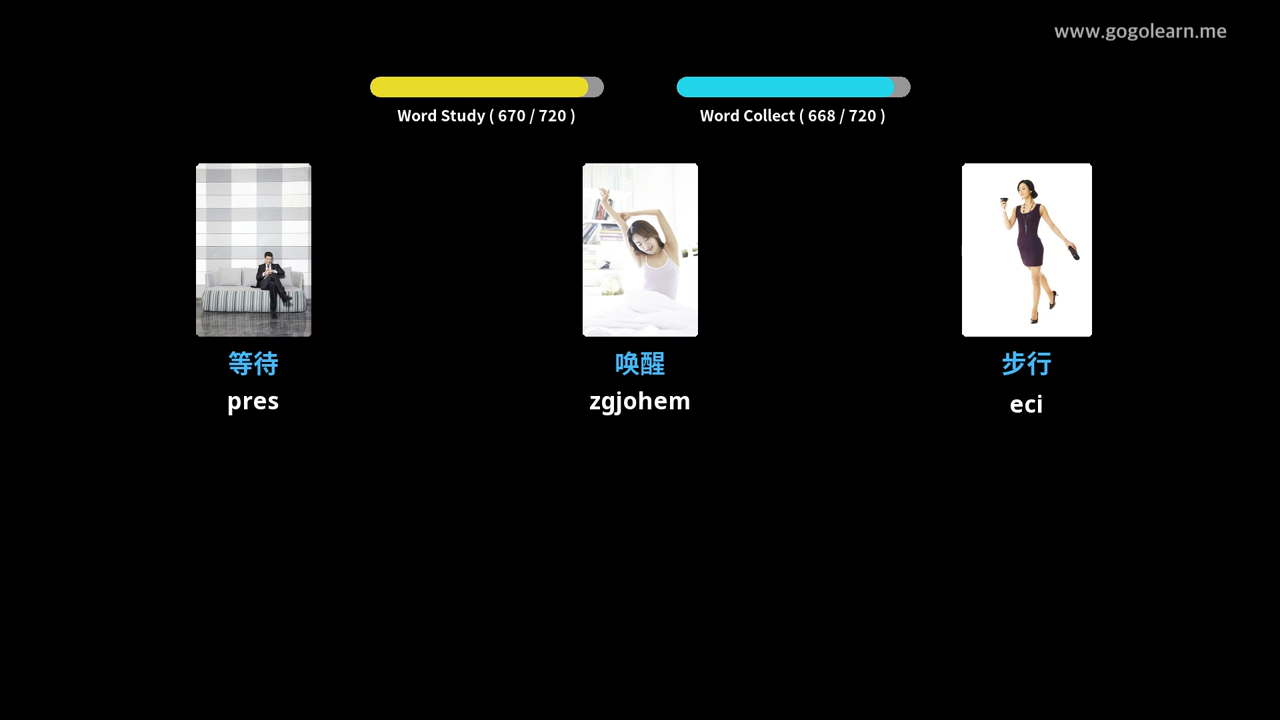 www.gogolearn.me
Word Study ( 670 / 720 )
Word Collect ( 668 / 720 )
等待
唤醒
步行
pres
zgjohem
eci